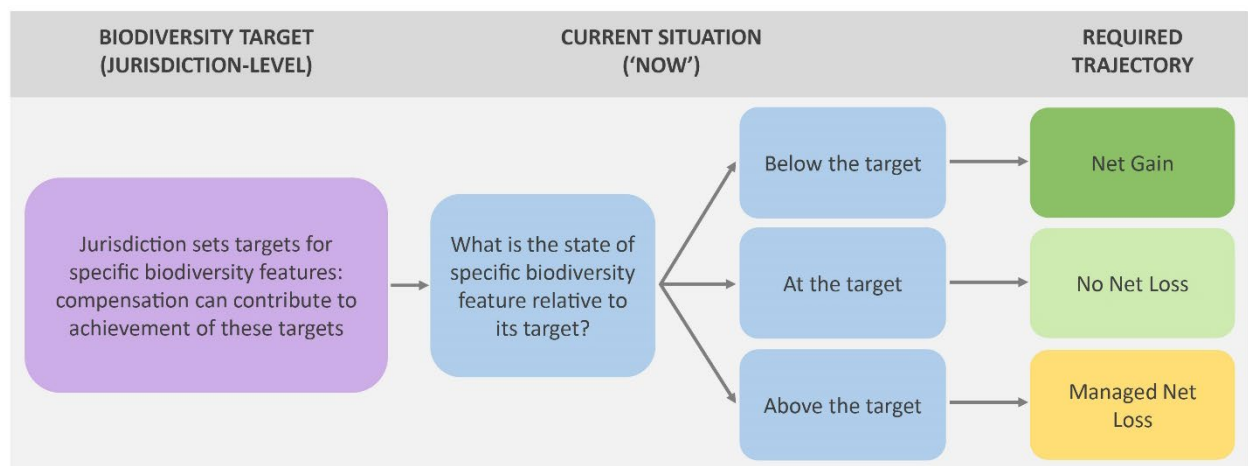 BIODIVERSITY TARGET
(JURISDICTION-LEVEL)
CURRENT SITUATION
(‘NOW’)
REQUIRED
TRAJECTORY
Jurisdiction sets targets for
specific biodiversity features:
compensation can contribute to
achievement of these targets
What is the state of
specific biodiversity
feature relative to
its target?
Below the target
Net Gain
At the target
No Net Loss
Above the target
Managed Net
Loss